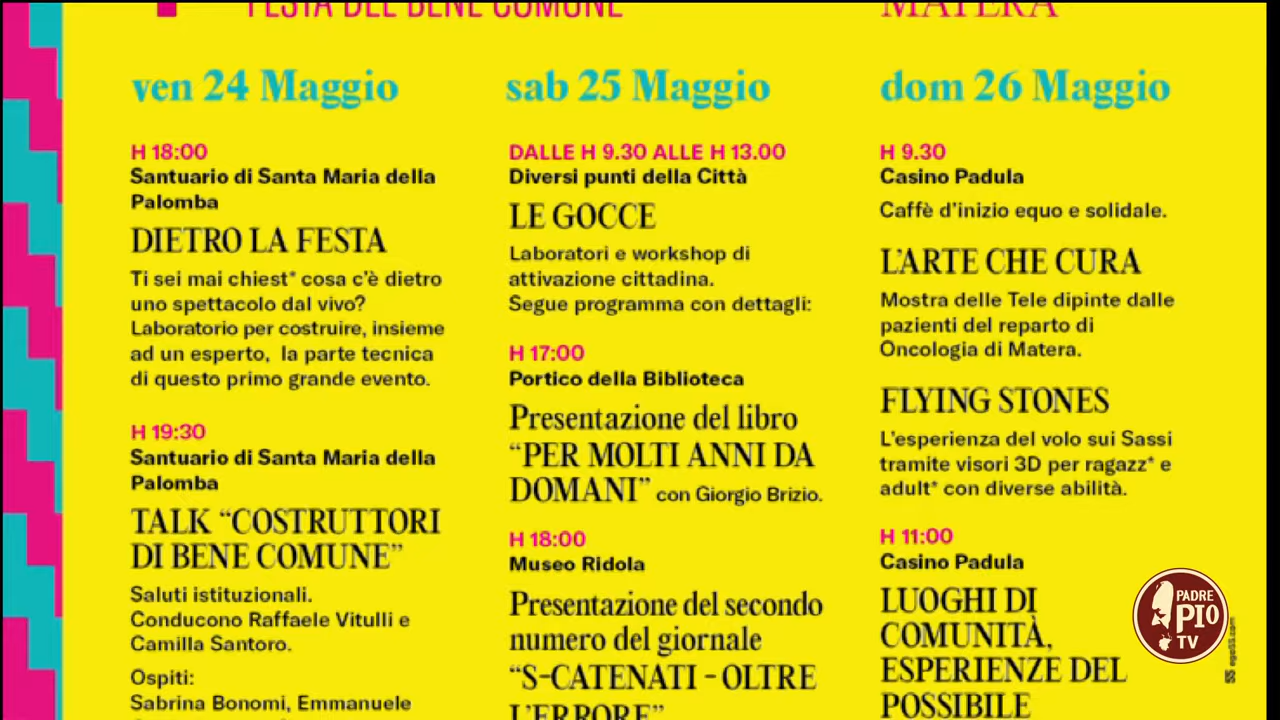 FESTA DEL BENE COMUNE
MATERA
ven 24 Maggio
H 18:00
Santuario di Santa Maria della
Palomba
DIETRO LA FESTA
Ti sei mai chiest* cosa c'è dietro
uno spettacolo dal vivo?
Laboratorio per costruire, insieme
ad un esperto, la parte tecnica
di questo primo grande evento.
H 19:30
Santuario di Santa Maria della
Palomba
TALK “COSTRUTTORI
DI BENE COMUNE”
Saluti istituzionali.
Conducono Raffaele Vitulli e
Camilla Santoro.
Ospiti:
Sabrina Bonomi, Emmanuele
sab 25 Maggio
DALLE H 9.30 ALLE H 13.00
Diversi punti della Città
LE GOCCE
Laboratori e workshop di
attivazione cittadina.
Segue programma con dettagli:
H 17:00
Portico della Biblioteca
Presentazione del libro
“PER MOLTI ANNI DA
DOMANI” con Giorgio Brizio.
H 18:00
Museo Ridola
Presentazione del secondo
numero del giornale
“S-CATENATI - OLTRE
L'ERRORE”
dom 26 Maggio
H 9.30
Casino Padula
Caffè d'inizio equo e solidale.
L'ARTE CHE CURA
Mostra delle Tele dipinte dalle
pazienti del reparto di
Oncologia di Matera.
FLYING STONES
L'esperienza del volo sui Sassi
tramite visori 3D per ragazz* e
adult* con diverse abilità.
H 11:00
Casino Padula
LUOGHI DI
COMUNITÀ,
ESPERIENZE DEL
POSSIBILE
PADRE
PIO
TV